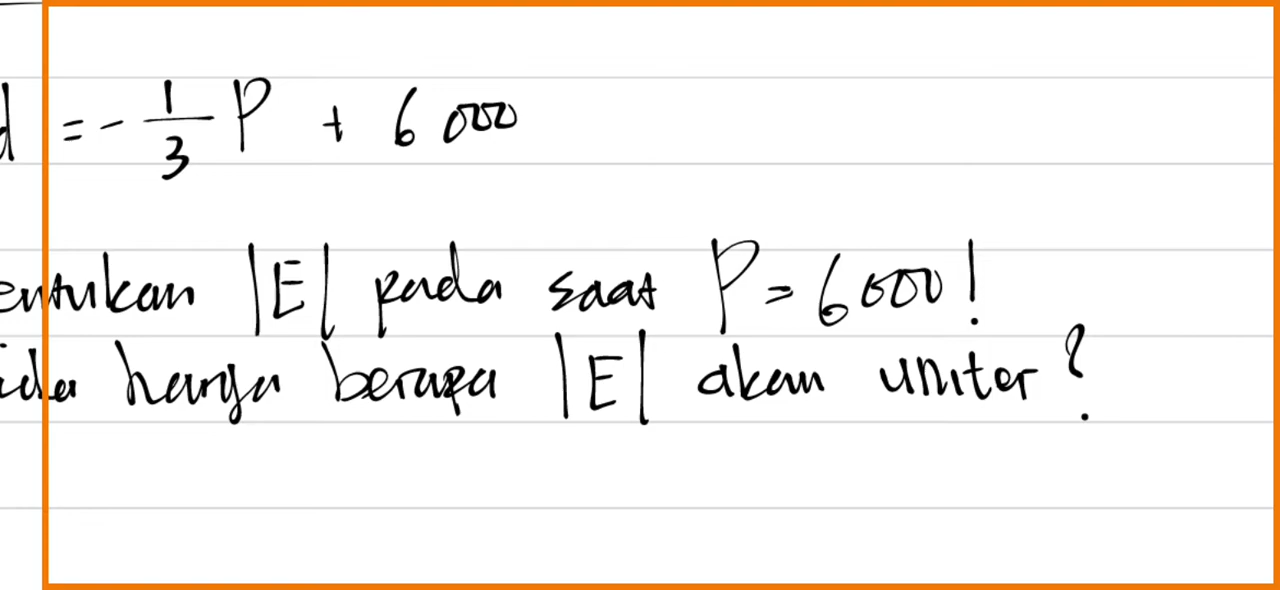 d = - 1/3 P + 6000
entukan |E| pada saat P = 6000!
ida harga berapa |E| akan uniter?